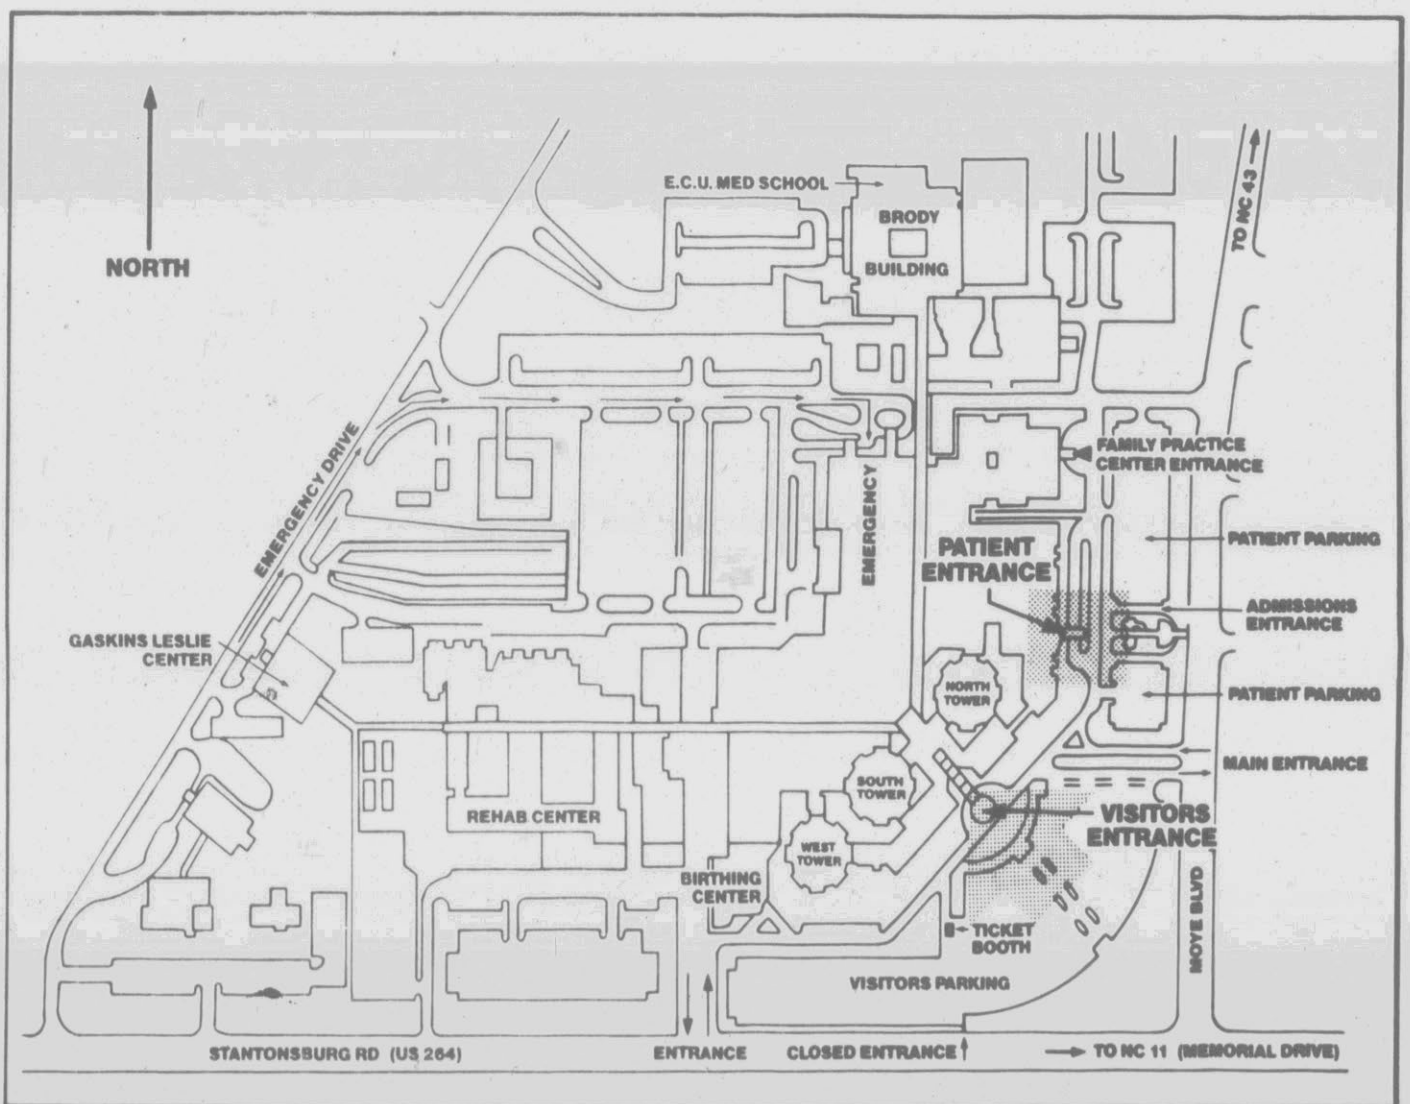 E.C.U. MED SCHOOL
BRODY
BUILDING
TO NC 43
NORTH
EMERGENCY DRIVE
FAMILY PRACTICE
CENTER ENTRANCE
EMERGENCY
PATIENT
ENTRANCE
PATIENT PARKING
ADMISSIONS
ENTRANCE
GASKINS LESLIE
CENTER
NORTH
TOWER
PATIENT PARKING
MAIN ENTRANCE
SOUTH
TOWER
REHAB CENTER
VISITORS
ENTRANCE
WEST
TOWER
BIRTHING
CENTER
MOYE BLVD
TICKET
BOOTH
VISITORS PARKING
STANTONSBURG RD (US 264)
ENTRANCE
CLOSED ENTRANCE
TO NC 11 (MEMORIAL DRIVE)